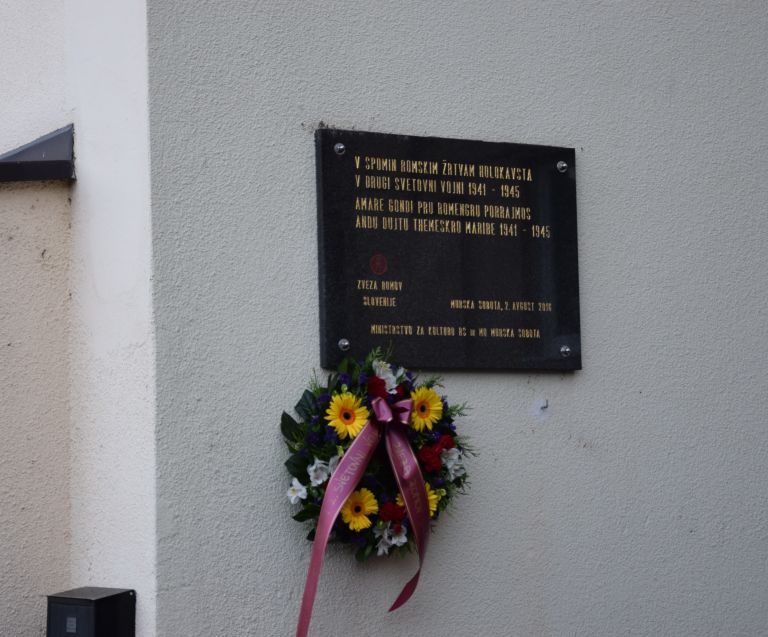 V SPOMIN ROMSKIM ŽRTVAM HOLOKAVSTA
V DRUGI SVETOVNI VOJNI 1941 - 1945
AMARE GONDI PRU ROMENGRU PORRAJMOS
ANDU DUJTU THEMESKRO MARIBE 1941 - 1945
ZVEZA ROMOV
SLOVENIJE
MURSKA SOBOTA, 2. AVGUST 2016
MINISTRSTVO ZA KULTURO RS in MO MURSKA SOBOTA
SVETOVNI